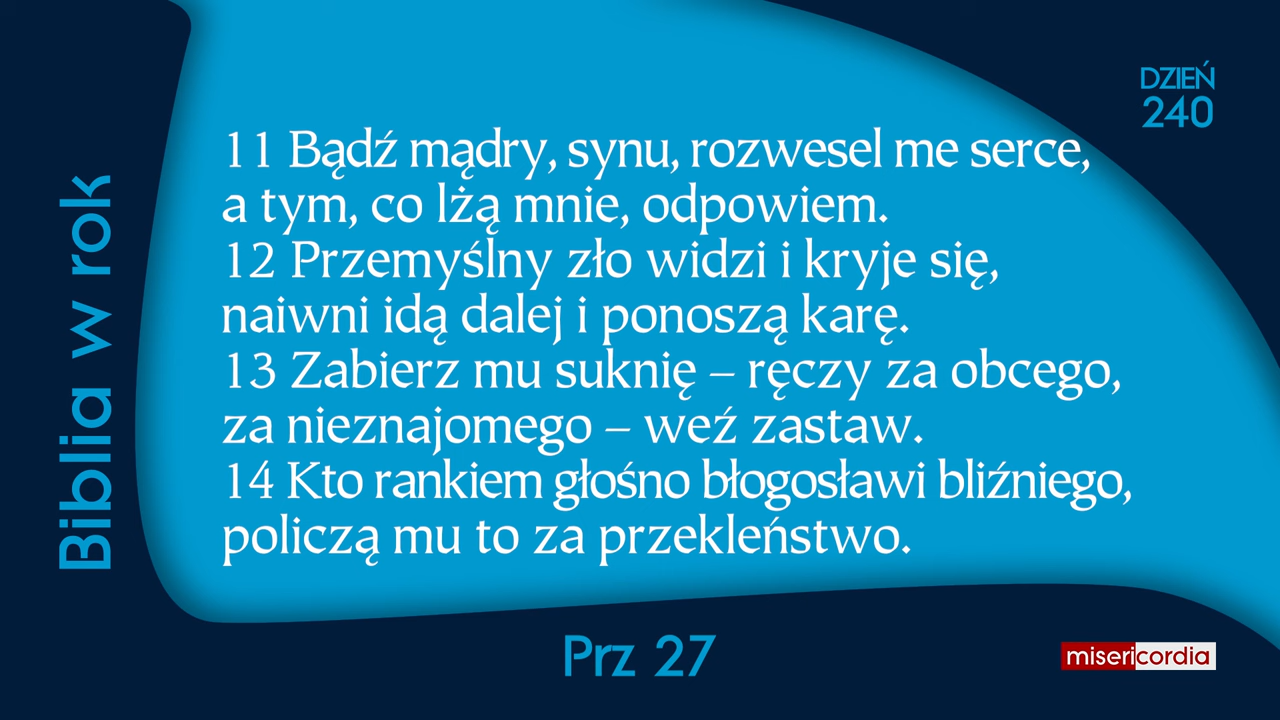 DZIEŃ
240
Biblia w rok
11 Bądź mądry, synu, rozwesel me serce,
a tym, co lżą mnie, odpowiem.
12 Przemyślny zło widzi i kryje się,
naiwni idą dalej i ponoszą karę.
13 Zabierz mu suknię – ręczy za obcego,
za nieznajomego – weź zastaw.
14 Kto rankiem głośno błogosławi bliźniego,
policzą mu to za przekleństwo.
Prz 27
misericordia